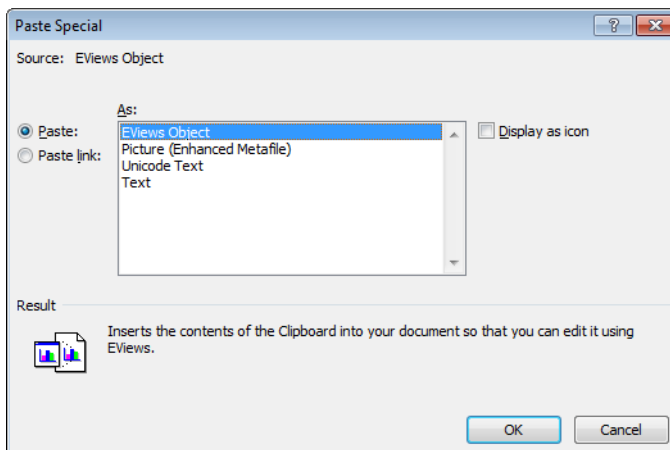 Paste Special
Source: EViews Object
As:
Paste:
Paste link:
EViews Object
Picture (Enhanced Metafile)
Unicode Text
Text
Display as icon
Result
Inserts the contents of the Clipboard into your document so that you can edit it using
EViews.
OK
Cancel